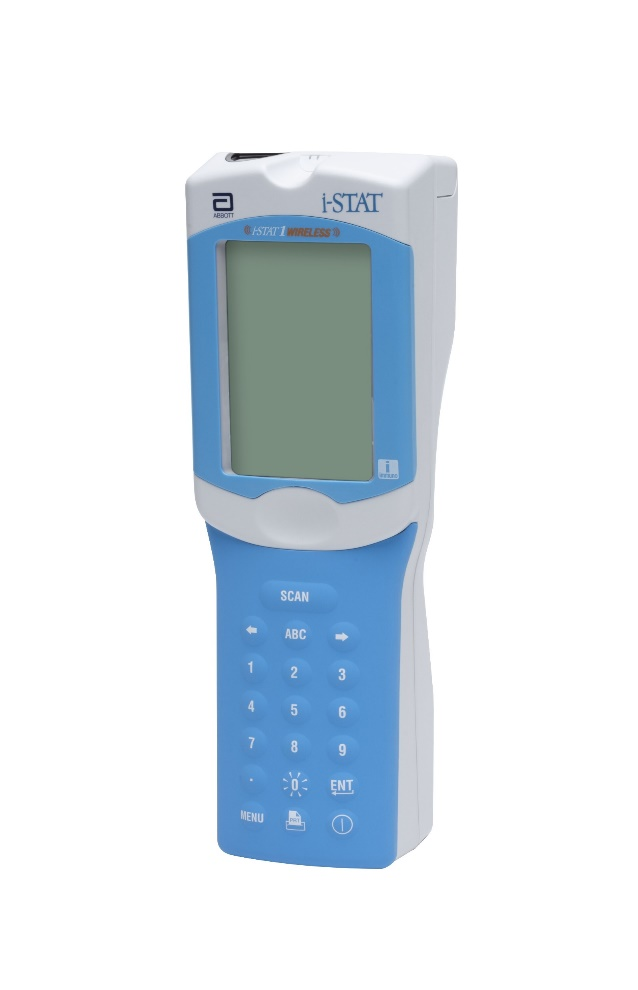 ABBOTT
i-STAT
i-STAT 1 WIRELESS
i
SCAN
ABC
1 2 3
4 5 6
7 8 9
. 0 ENT
MENU